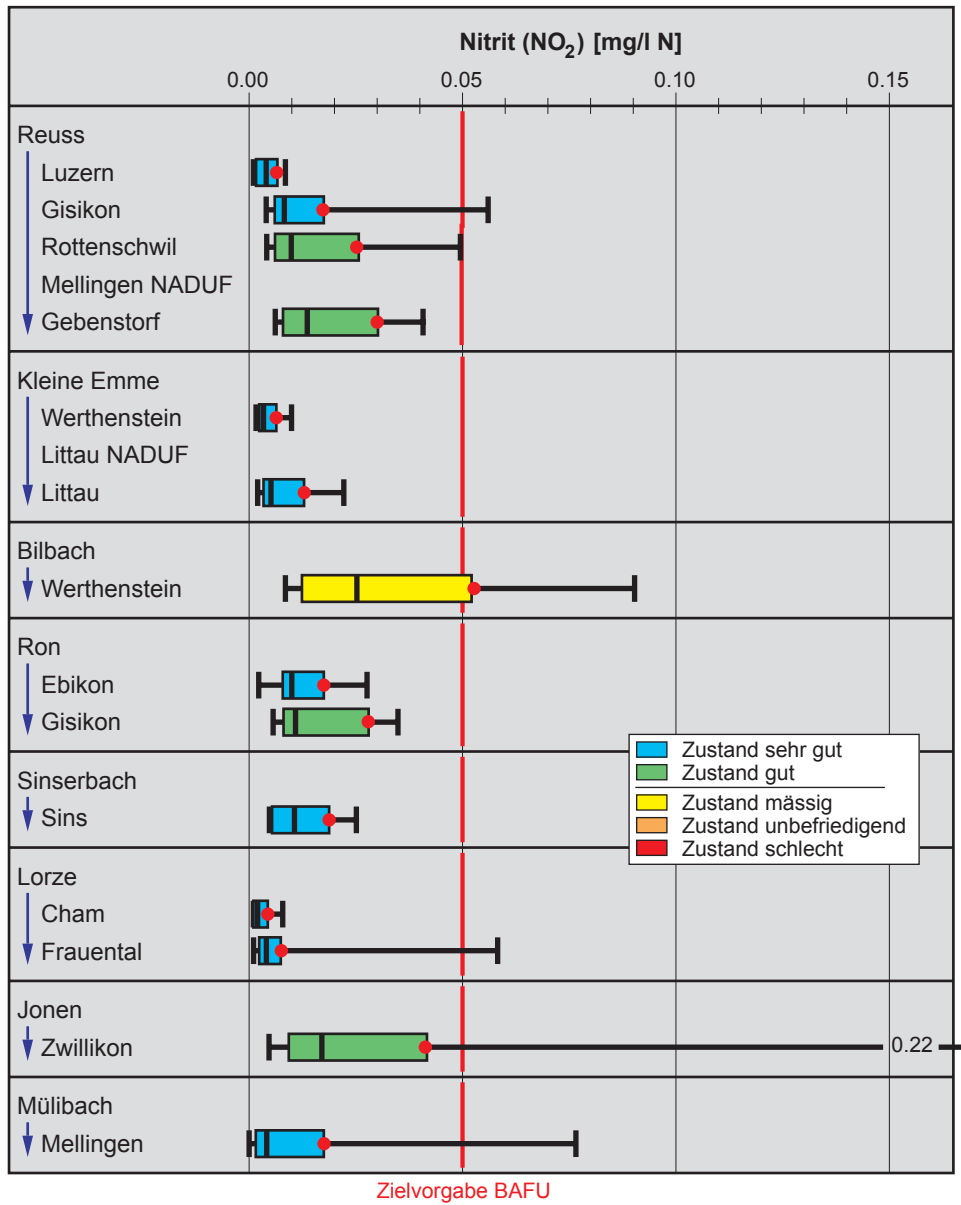 Nitrit (NO2) [mg/l N]
0.00 0.05 0.10 0.15
Reuss
Luzern
Gisikon
Rottenschwil
Mellingen NADUF
Gebenstorf
Kleine Emme
Werthenstein
Littau NADUF
Littau
Bilbach
Werthenstein
Ron
Ebikon
Gisikon
Zustand sehr gut
Zustand gut
Zustand mässig
Zustand unbefriedigend
Zustand schlecht
Sinserbach
Sins
Lorze
Cham
Frauental
Jonen
Zwillikon 0.22
Mülibach
Mellingen
Zielvorgabe BAFU